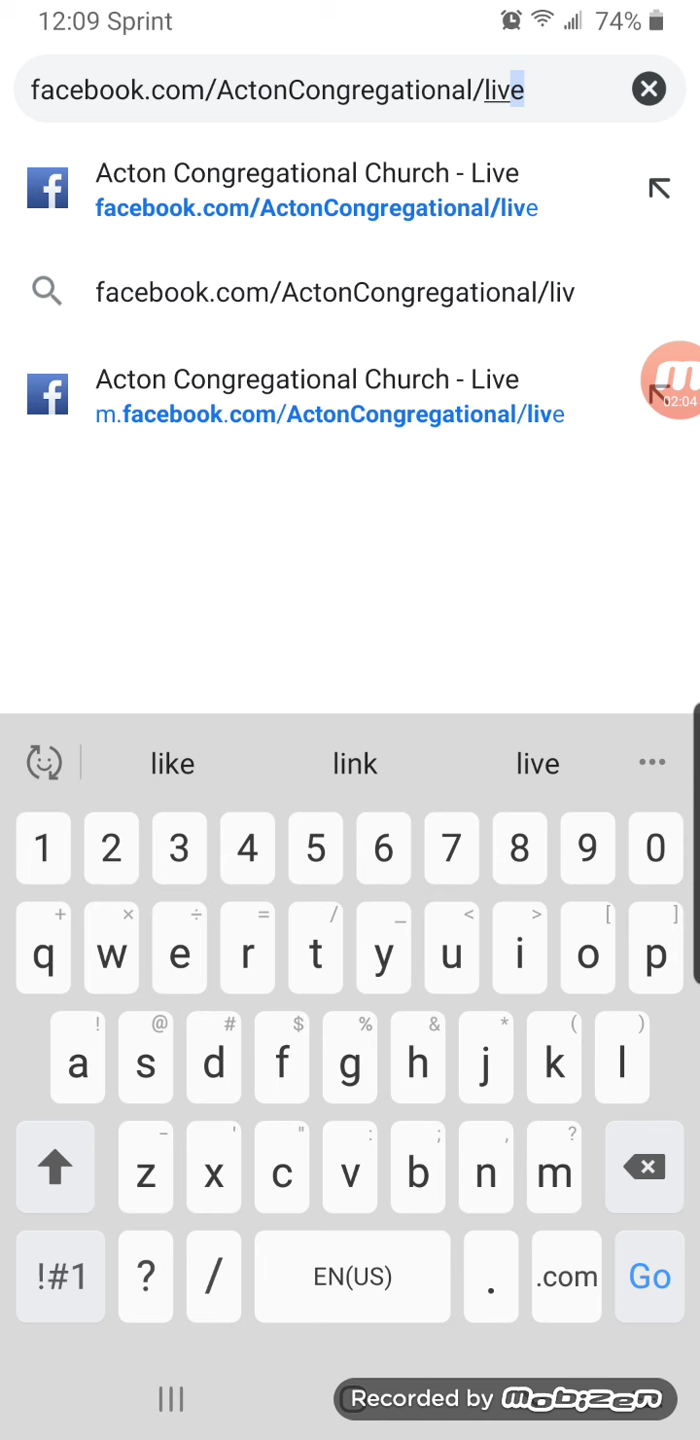 12:09 Sprint 74%
facebook.com/ActonCongregational/live
Acton Congregational Church - Live
facebook.com/ActonCongregational/live
facebook.com/ActonCongregational/liv
Acton Congregational Church - Live
m.facebook.com/ActonCongregational/live
02:04
like link live
1 2 3 4 5 6 7 8 9 0
+ × ÷ = / _ < > [ ]
q w e r t y u i o p
! @ # $ % & * ( )
a s d f g h j k l
- ' " : ; , ?
z x c v b n m
!#1 ? / EN(US) . .com Go
Recorded by mobizen